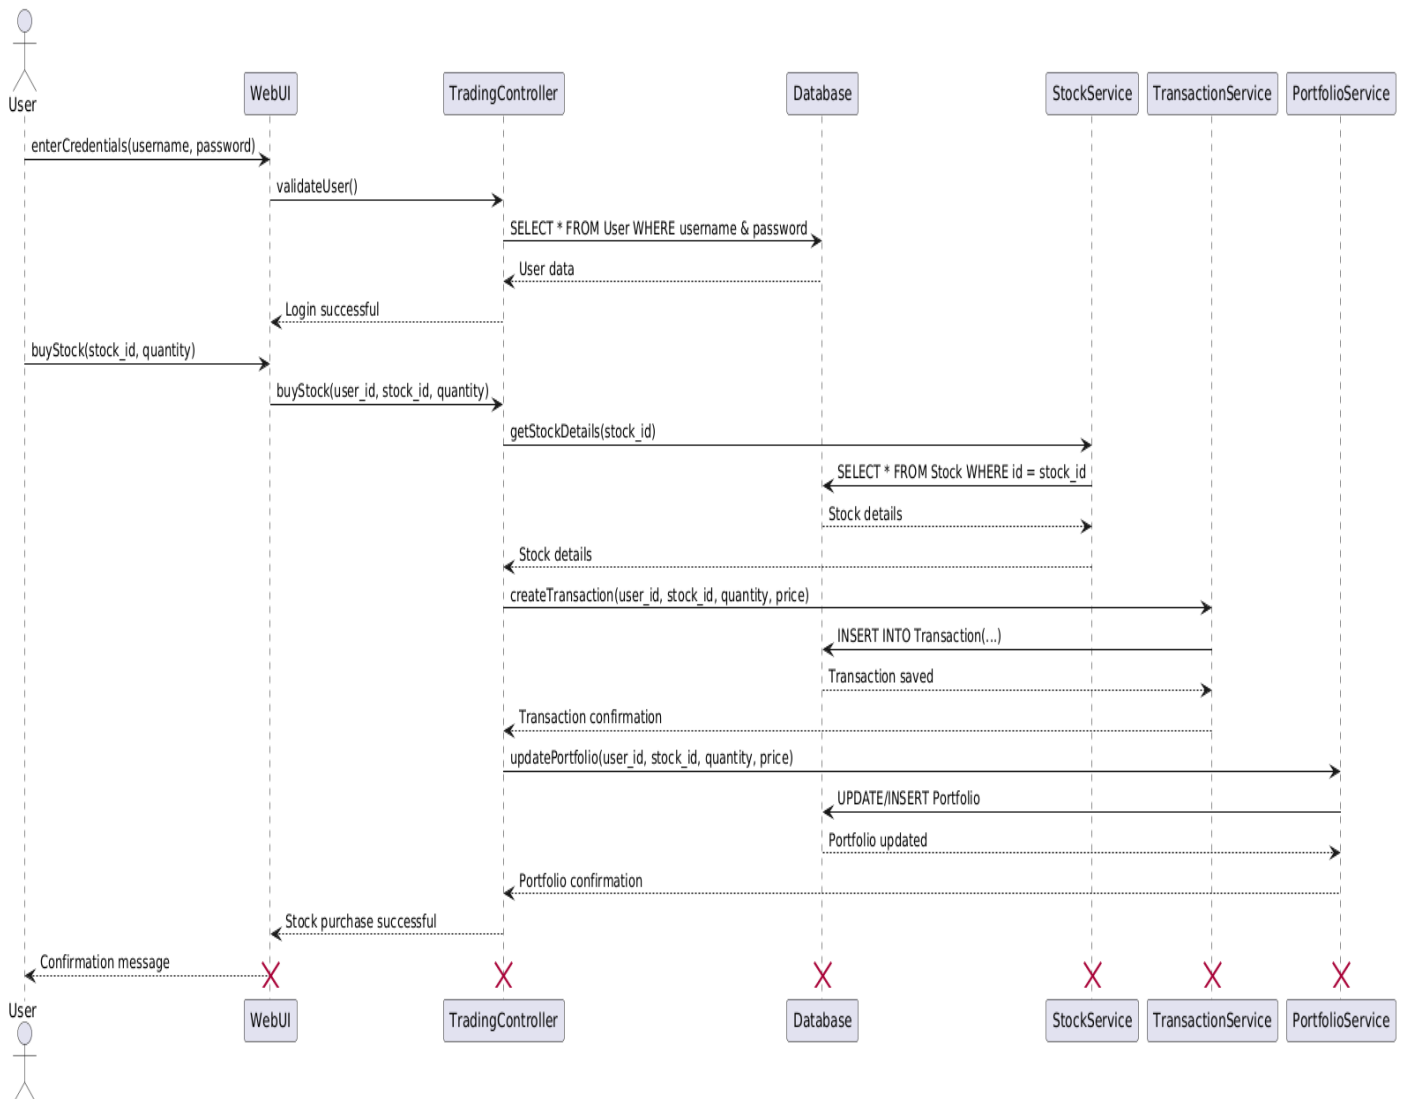 User
WebUI
TradingController
Database
StockService
TransactionService
PortfolioService
enterCredentials(username, password)
validateUser()
SELECT * FROM User WHERE username & password
User data
Login successful
buyStock(stock_id, quantity)
buyStock(user_id, stock_id, quantity)
getStockDetails(stock_id)
SELECT * FROM Stock WHERE id = stock_id
Stock details
Stock details
createTransaction(user_id, stock_id, quantity, price)
INSERT INTO Transaction(...)
Transaction saved
Transaction confirmation
updatePortfolio(user_id, stock_id, quantity, price)
UPDATE/INSERT Portfolio
Portfolio updated
Portfolio confirmation
Stock purchase successful
Confirmation message
User
WebUI
TradingController
Database
StockService
TransactionService
PortfolioService